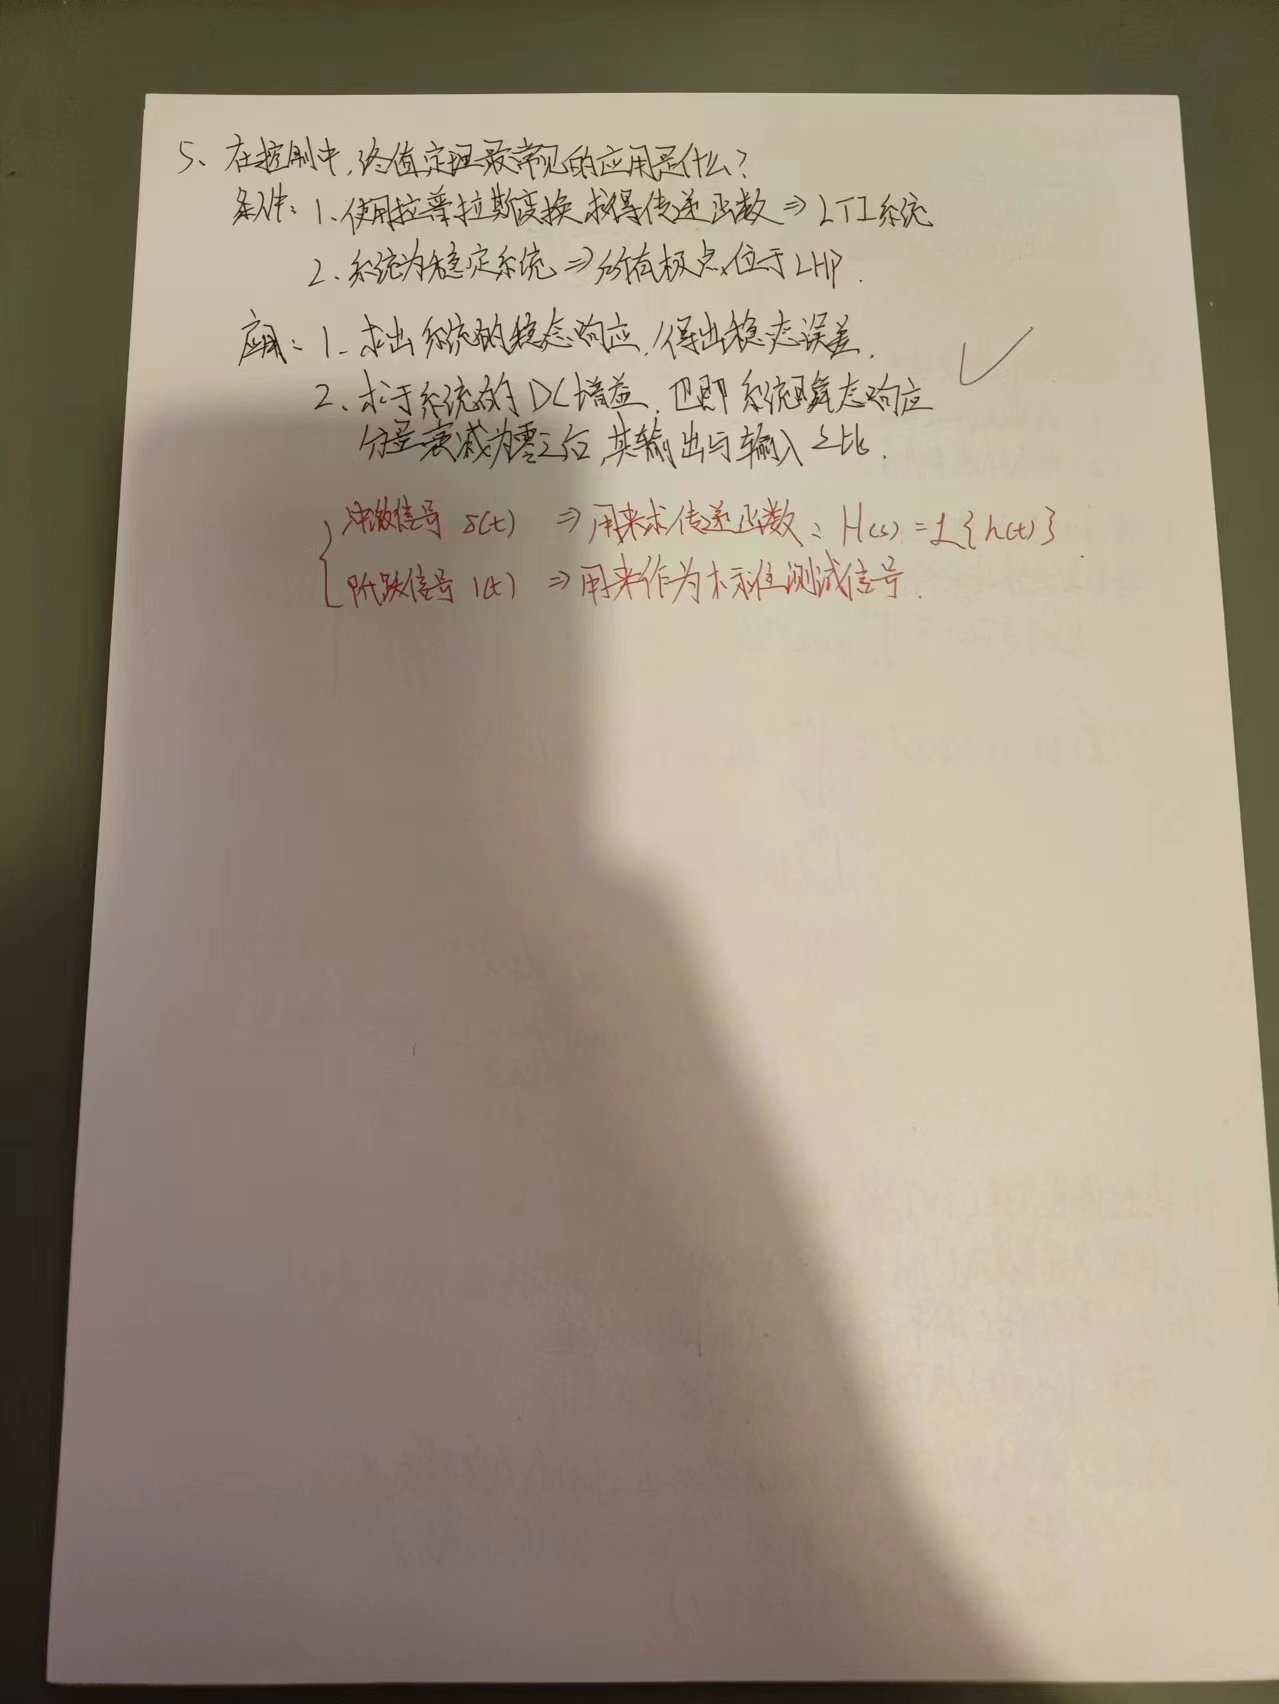 5、在控制中,终值定理最常见的应用是什么?
条件：1、使用拉普拉斯变换求得传递函数⇒LTI系统
2、系统为稳定系统⇒所有极点位于LHP.
应用：1、求出系统的稳态响应,得出稳态误差.
2、求于系统的DC增益,也即系统瞬态响应
分量衰减为零之后,其输出与输入之比.
冲激信号 δ(t) ⇒用来求传递函数：H(s)=L{h(t)}.
阶跃信号 1(t) ⇒用来作为标准测试信号.